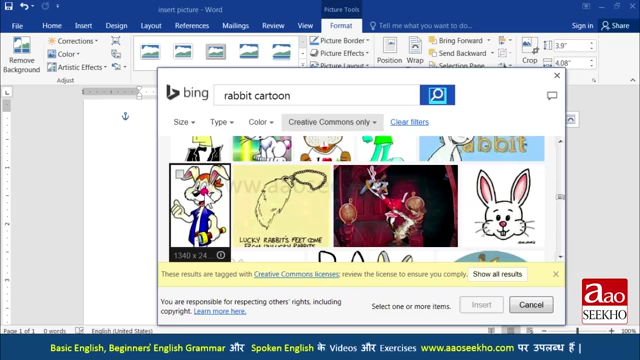 insert picture - Word
Picture Tools
File Home Insert Design Layout References Mailings Review View Format Tell me what you want to do... Sign in Share
Remove Background
Corrections
Color
Artistic Effects
Adjust
Picture Border
Picture Effects
Position
Wrap
Bring Forward
Send Backward
Selection Pane
Crop
3.9"
4.08"
bing
rabbit cartoon
Size Type Color Creative Commons only Clear filters
Rabbit
www.aaoseekho
LUCKY RABBIT'S FEET COME
1340 x 24
These results are tagged with Creative Commons licenses; review the license to ensure you comply. Show all results
You are responsible for respecting others' rights, including copyright. Learn more here.
Select one or more items. Insert Cancel
aao
SEEKHO
Page 1 of 1 0 words English (United States)
Basic English, Beginners' English Grammar और Spoken English के Videos और Exercises www.aaoseekho.com पर उपलब्ध हैं |